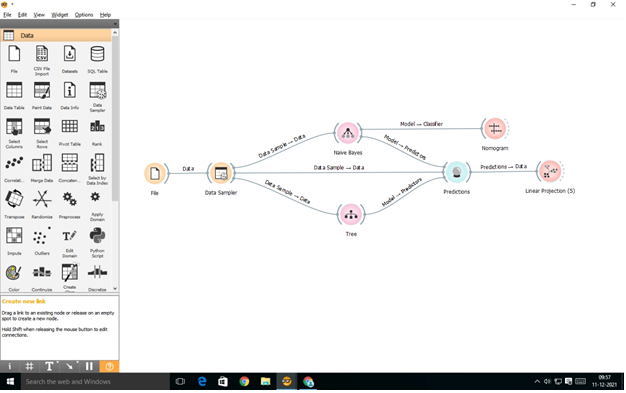 File Edit View Widget Options Help
Data
File
CSV File
Import
Datasets
SQL Table
Data Table
Paint Data
Data Info
Data
Sampler
Select
Columns
Select
Rows
Pivot Table
Rank
Correlat...
Merge Data
Concaten...
Select by
Data Index
Transpose
Randomize
Preprocess
Apply
Domain
Impute
Outliers
Edit
Domain
Python
Script
Color
Continuize
Create
Discretize
Create new link
Drag a link to an existing node or release on an empty
spot to create a new node.
Hold Shift when releasing the mouse button to edit
connections.
File
Data
Data Sampler
Data Sample → Data
Data Sample → Data
Data Sample → Data
Naive Bayes
Tree
Model → Classifier
Model → Predictors
Model → Predictors
Nomogram
Predictions
Predictions → Data
Linear Projection (5)
Search the web and Windows
09:57
11-12-2021